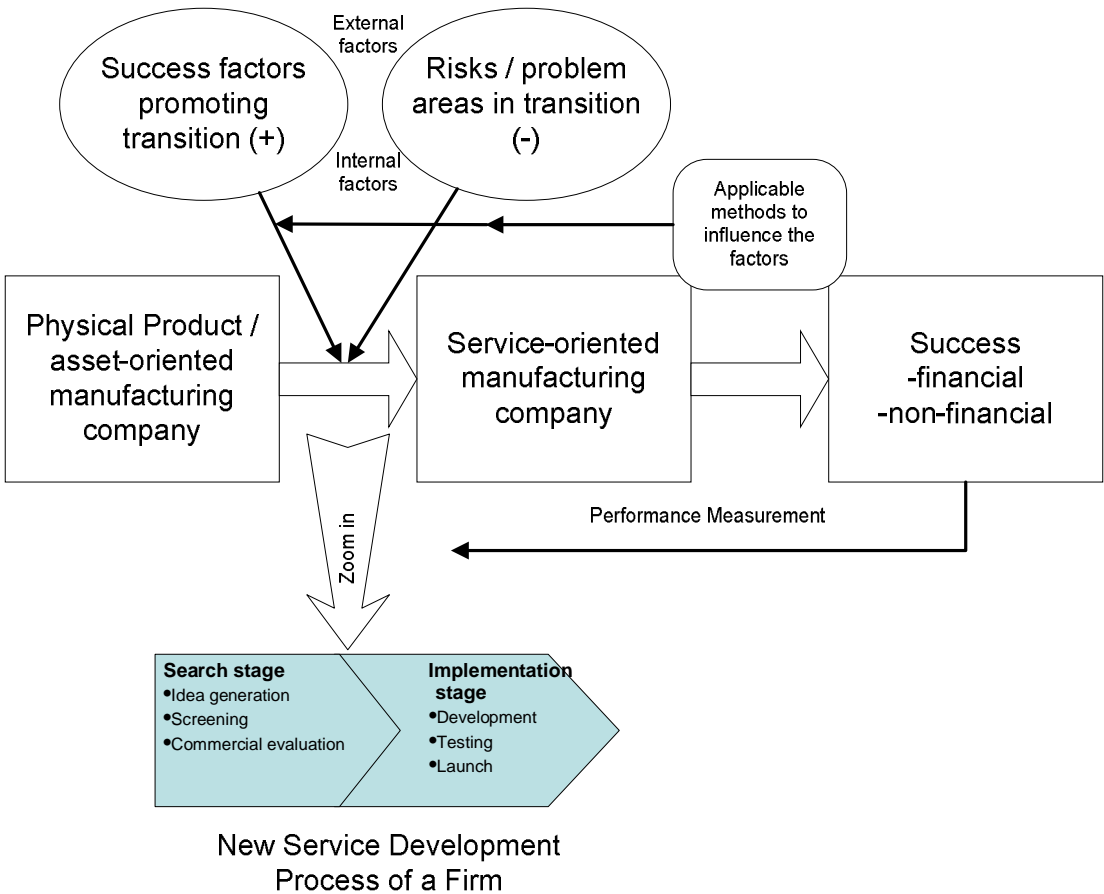 External
factors
Success factors
promoting
transition (+)
Risks / problem
areas in transition
(-)
Internal
factors
Applicable
methods to
influence the
factors
Physical Product /
asset-oriented
manufacturing
company
Service-oriented
manufacturing
company
Success
-financial
-non-financial
Performance Measurement
Zoom in
Search stage
•Idea generation
•Screening
•Commercial evaluation
Implementation
stage
•Development
•Testing
•Launch
New Service Development
Process of a Firm